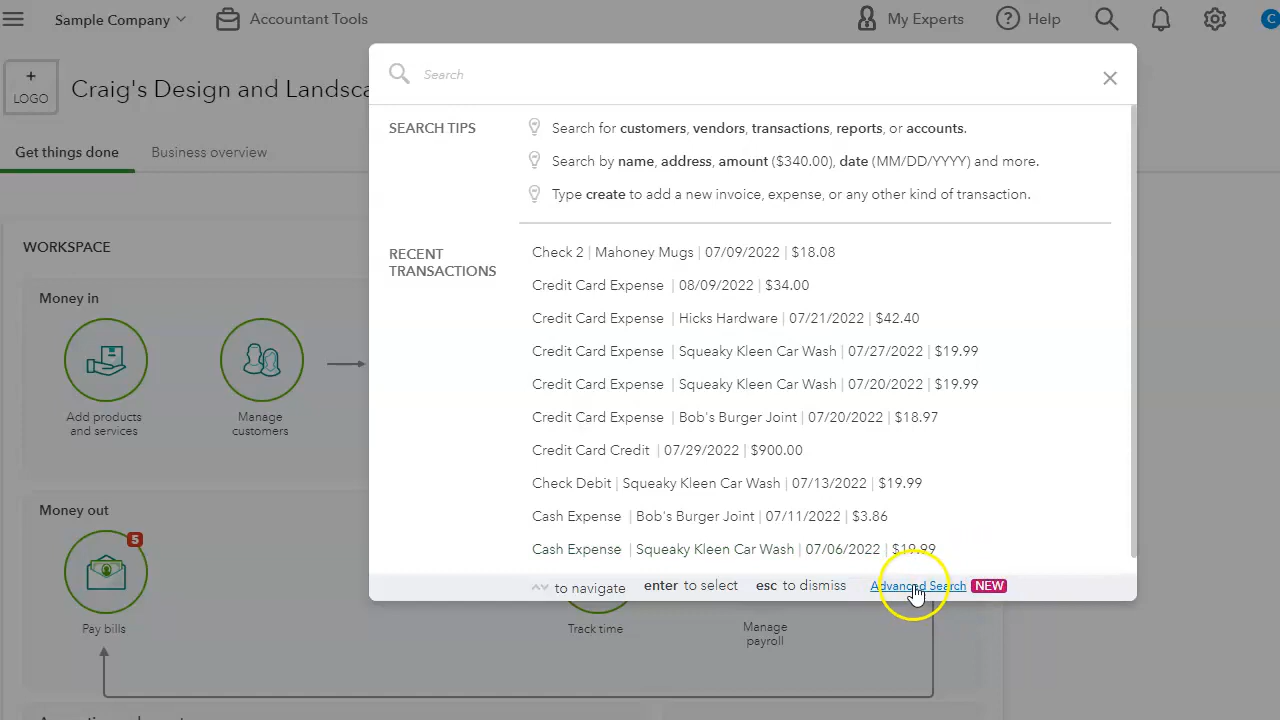 Sample Company
Accountant Tools
My Experts
Help
C
+
LOGO
Craig's Design and Landsca
Get things done
Business overview
Search
SEARCH TIPS
Search for customers, vendors, transactions, reports, or accounts.
Search by name, address, amount ($340.00), date (MM/DD/YYYY) and more.
Type create to add a new invoice, expense, or any other kind of transaction.
RECENT
TRANSACTIONS
Check 2 | Mahoney Mugs | 07/09/2022 | $18.08
Credit Card Expense | 08/09/2022 | $34.00
Credit Card Expense | Hicks Hardware | 07/21/2022 | $42.40
Credit Card Expense | Squeaky Kleen Car Wash | 07/27/2022 | $19.99
Credit Card Expense | Squeaky Kleen Car Wash | 07/20/2022 | $19.99
Credit Card Expense | Bob's Burger Joint | 07/20/2022 | $18.97
Credit Card Credit | 07/29/2022 | $900.00
Check Debit | Squeaky Kleen Car Wash | 07/13/2022 | $19.99
Cash Expense | Bob's Burger Joint | 07/11/2022 | $3.86
Cash Expense | Squeaky Kleen Car Wash | 07/06/2022 | $19.99
to navigate enter to select esc to dismiss Advanced Search NEW
WORKSPACE
Money in
Add products
and services
Manage
customers
Money out
5
Pay bills
Track time
Manage
payroll